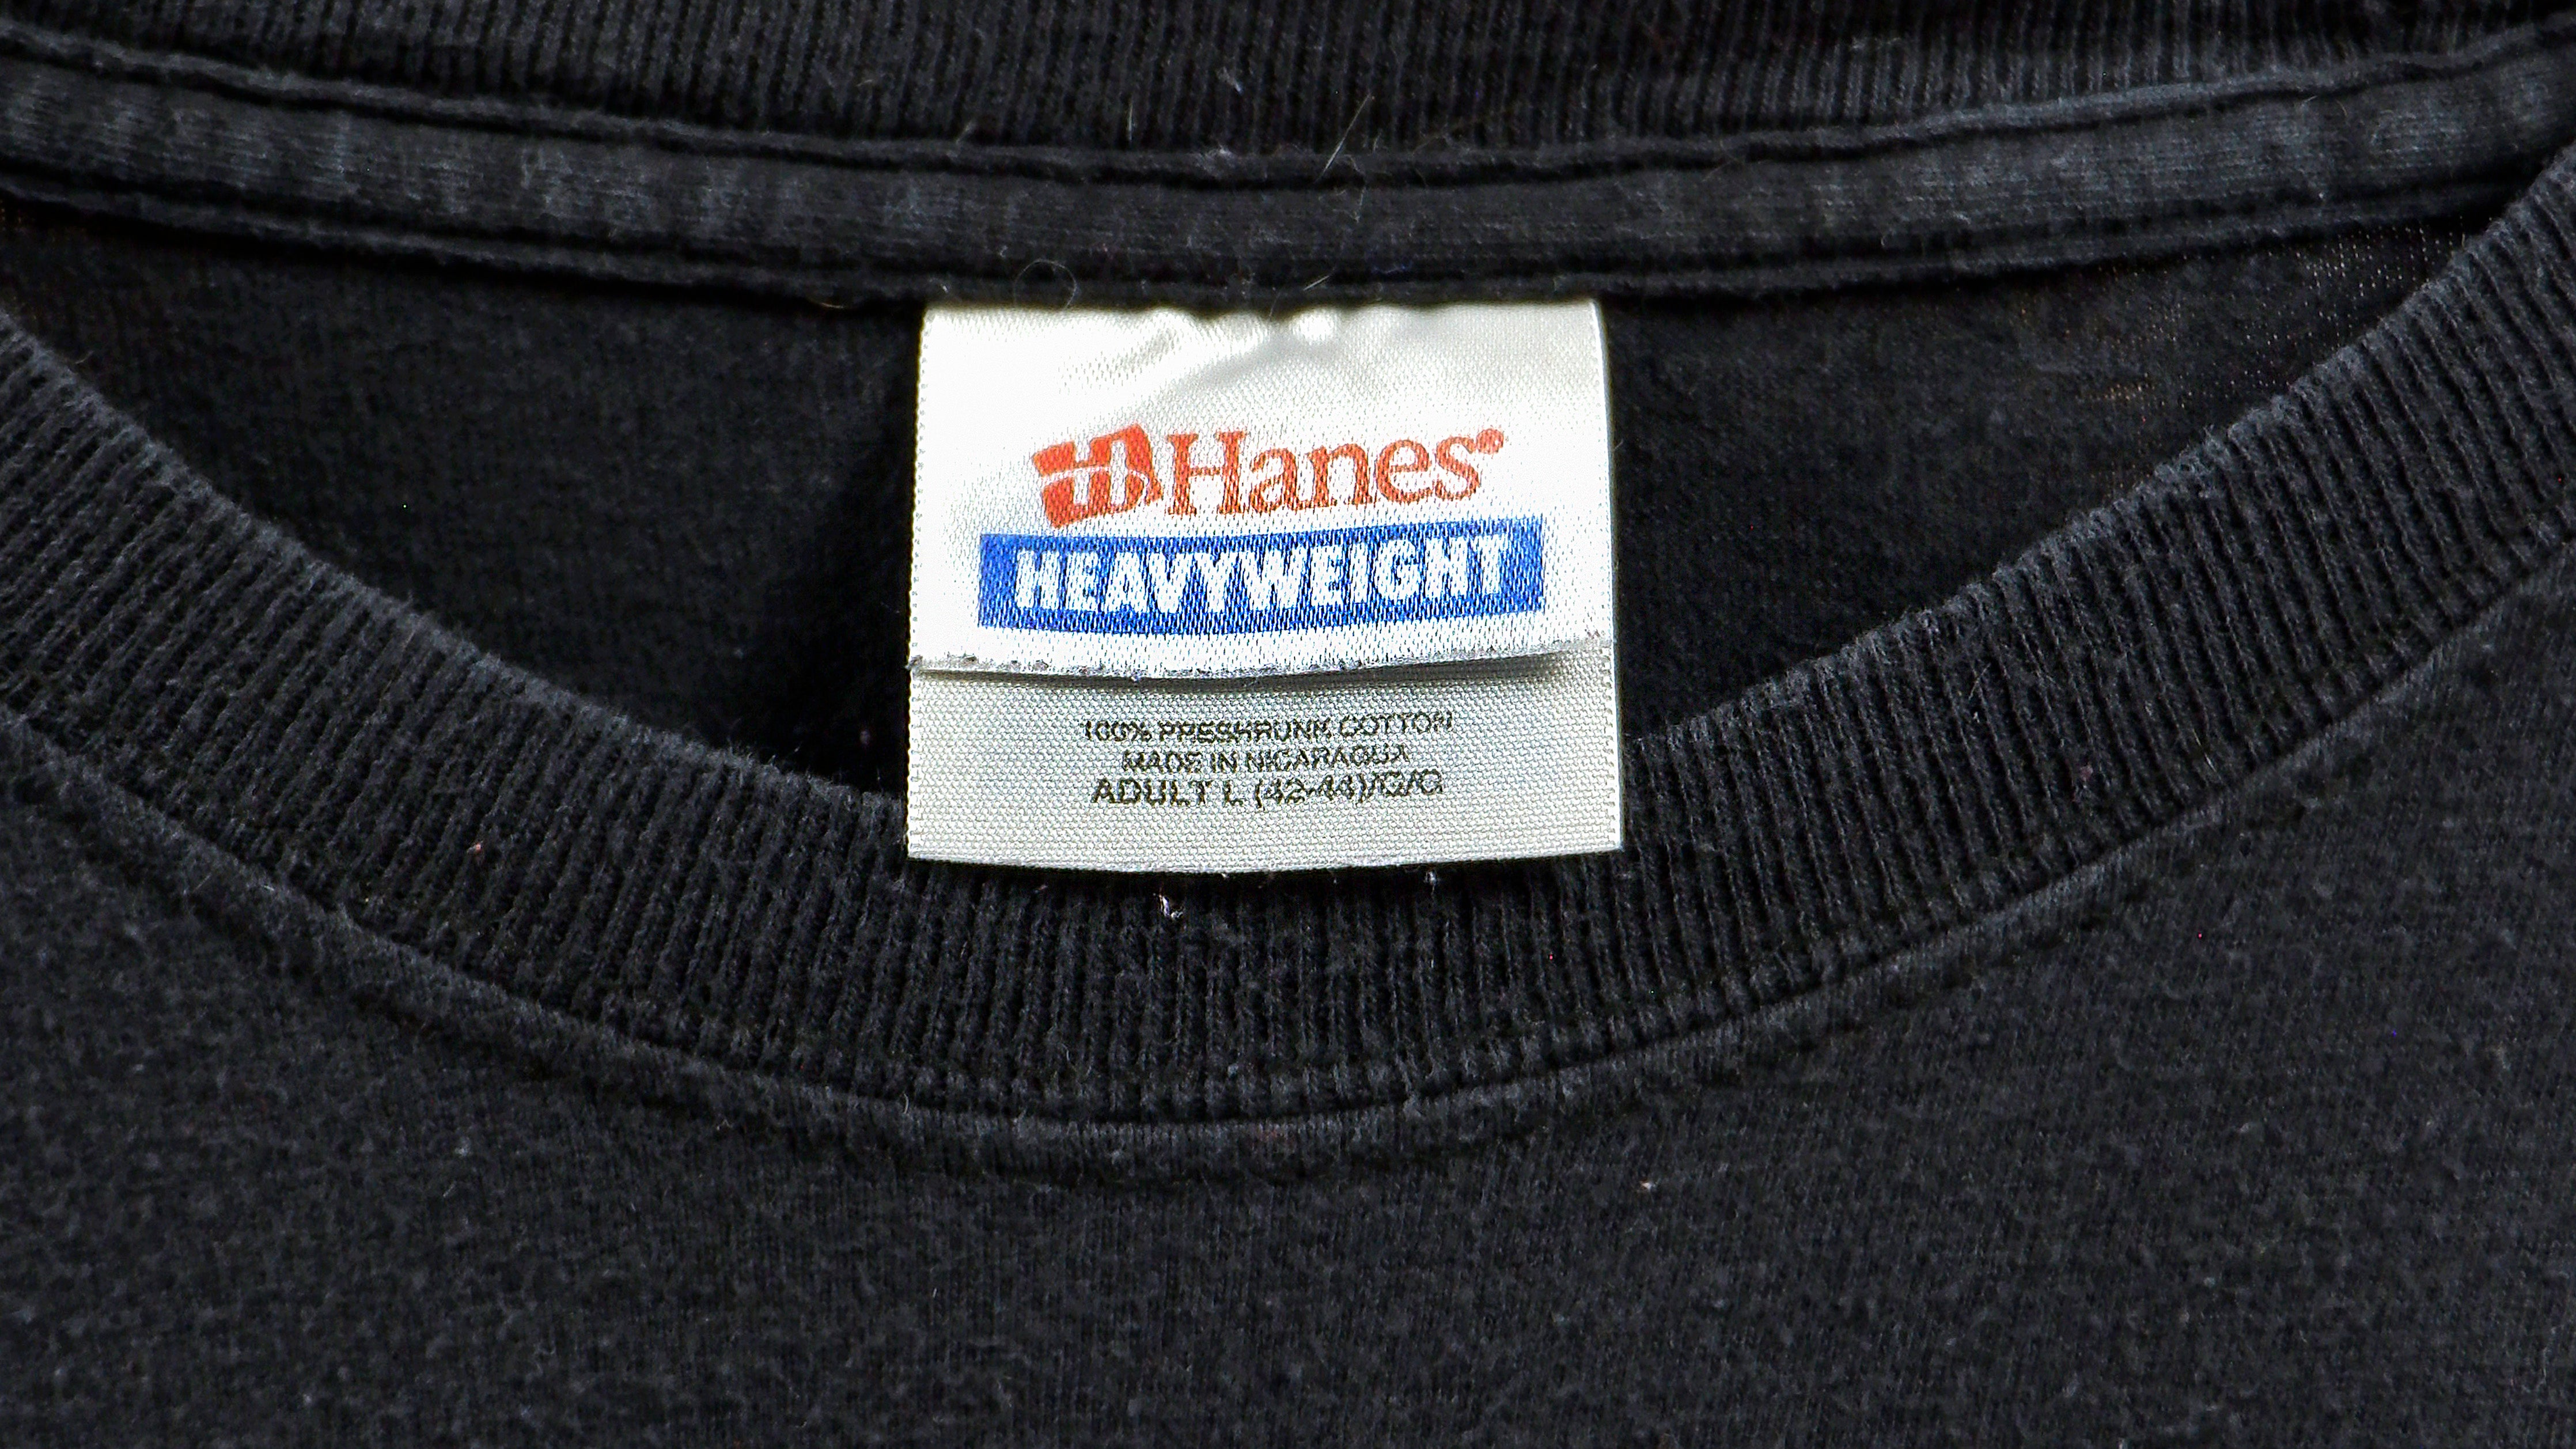 Hanes®
HEAVYWEIGHT
100% PRESHRUNK COTTON
MADE IN NICARAGUA
ADULT L (42-44)/G/G